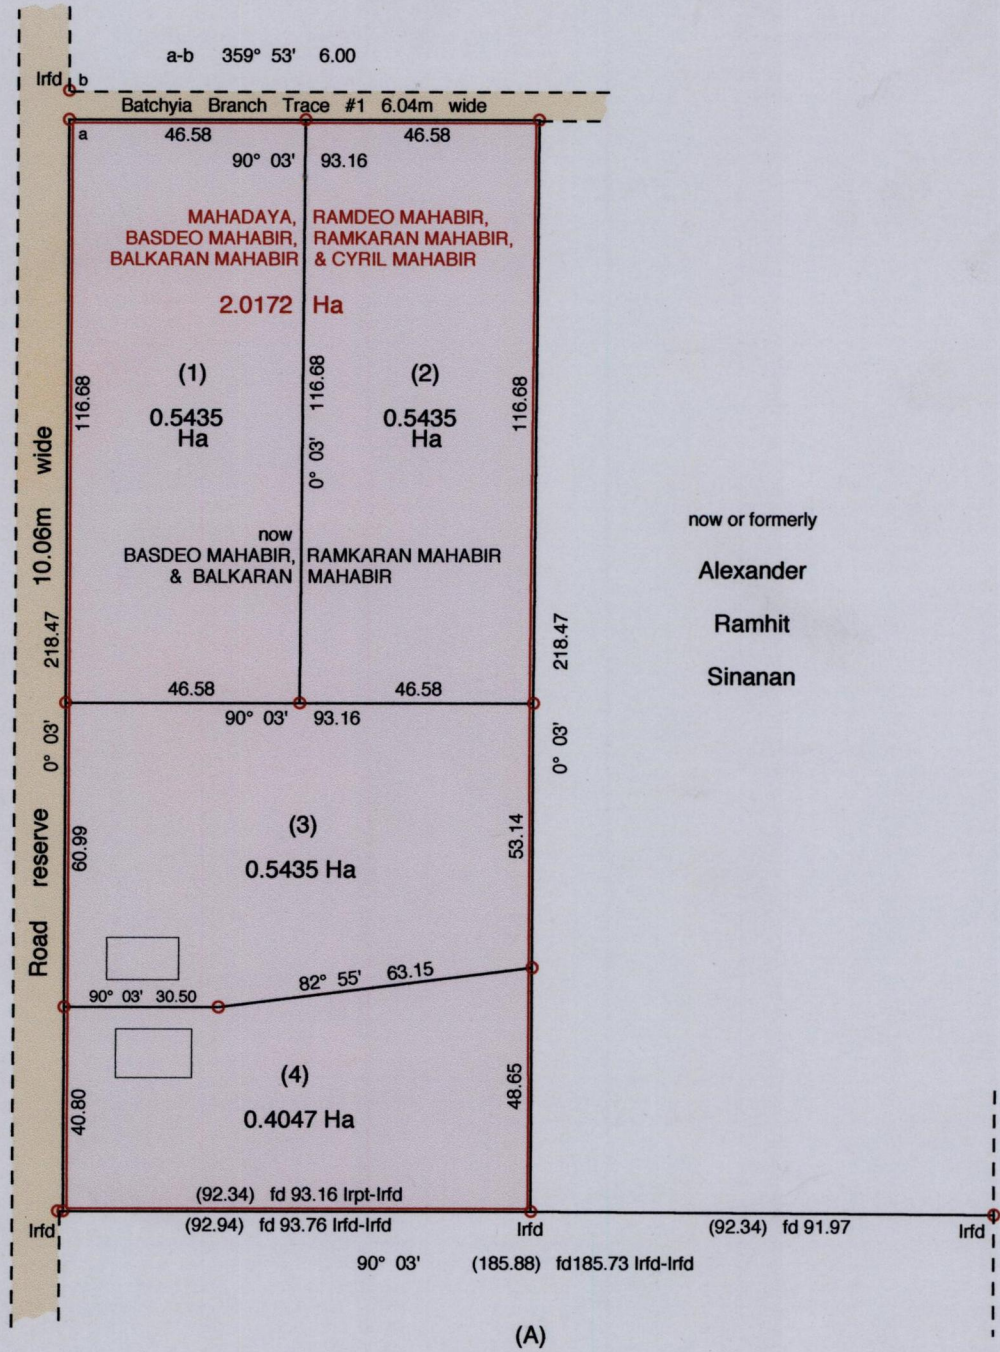 a-b 359° 53' 6.00
Irfd b
Batchyia Branch Trace #1 6.04m wide
a 46.58 46.58
90° 03' 93.16
MAHADAYA, RAMDEO MAHABIR,
BASDEO MAHABIR, RAMKARAN MAHABIR,
BALKARAN MAHABIR & CYRIL MAHABIR
2.0172 Ha
(1) (2)
0.5435 0.5435
Ha Ha
116.68
0° 03' 116.68
116.68
now
BASDEO MAHABIR, RAMKARAN MAHABIR
& BALKARAN MAHABIR
now or formerly
Alexander
Ramhit
Sinanan
Road reserve 10.06m wide
0° 03' 218.47
0° 03' 218.47
46.58 46.58
90° 03' 93.16
(3)
0.5435 Ha
60.99
53.14
90° 03' 30.50
82° 55' 63.15
(4)
0.4047 Ha
40.80
48.65
(92.34) fd 93.16 Irpt-Irfd
Irfd (92.94) fd 93.76 Irfd-Irfd Irfd (92.34) fd 91.97 Irfd
90° 03' (185.88) fd185.73 Irfd-Irfd
(A)